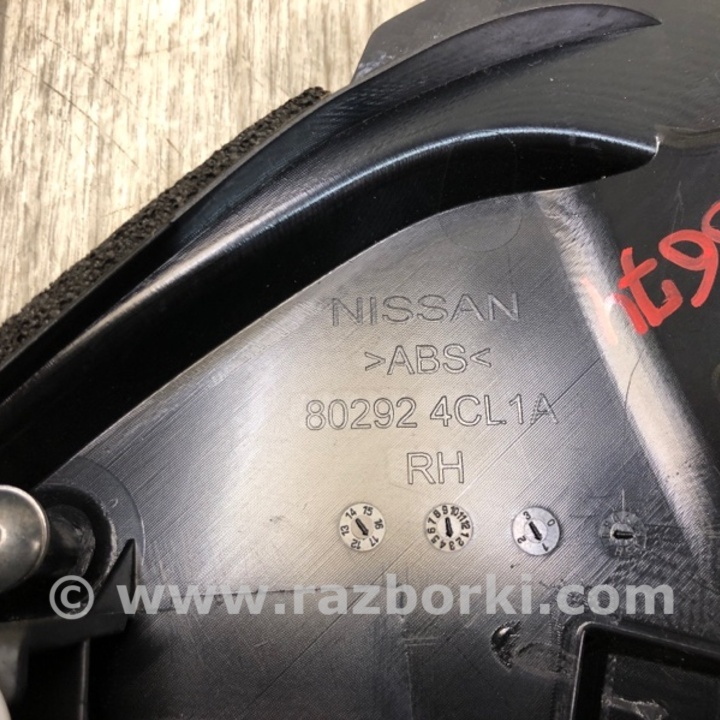 NISSAN
>ABS<
80292 4CL1A
RH
© www.razborki.com